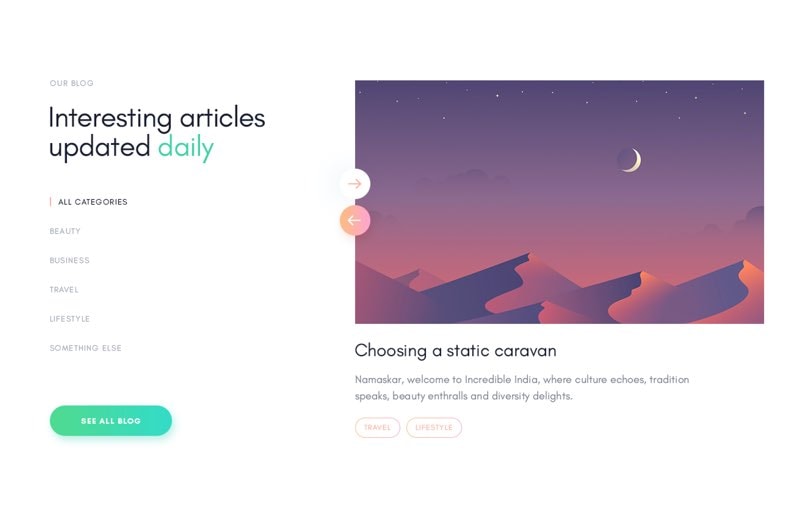 OUR BLOG
Interesting articles
updated daily
ALL CATEGORIES
BEAUTY
BUSINESS
TRAVEL
LIFESTYLE
SOMETHING ELSE
SEE ALL BLOG
Choosing a static caravan
Namaskar, welcome to Incredible India, where culture echoes, tradition
speaks, beauty enthralls and diversity delights.
TRAVEL
LIFESTYLE